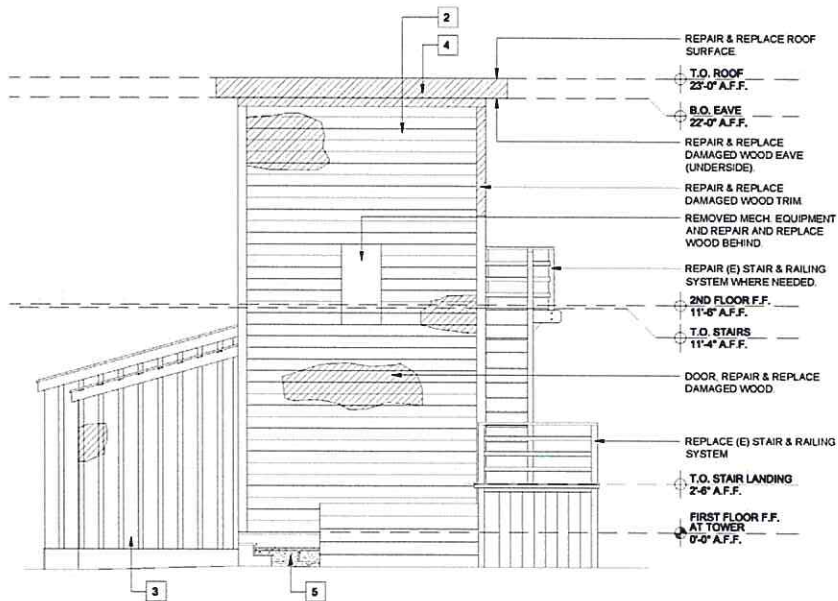 2
4
REPAIR & REPLACE ROOF
SURFACE.
T.O. ROOF
23'-0" A.F.F.
B.O. EAVE
22'-0" A.F.F.
REPAIR & REPLACE
DAMAGED WOOD EAVE
(UNDERSIDE).
REPAIR & REPLACE
DAMAGED WOOD TRIM.
REMOVED MECH. EQUIPMENT
AND REPAIR AND REPLACE
WOOD BEHIND.
REPAIR (E) STAIR & RAILING
SYSTEM WHERE NEEDED.
2ND FLOOR F.F.
11'-6" A.F.F.
T.O. STAIRS
11'-4" A.F.F.
DOOR, REPAIR & REPLACE
DAMAGED WOOD.
REPLACE (E) STAIR & RAILING
SYSTEM
T.O. STAIR LANDING
2'-6" A.F.F.
FIRST FLOOR F.F.
AT TOWER
0'-0" A.F.F.
3
5